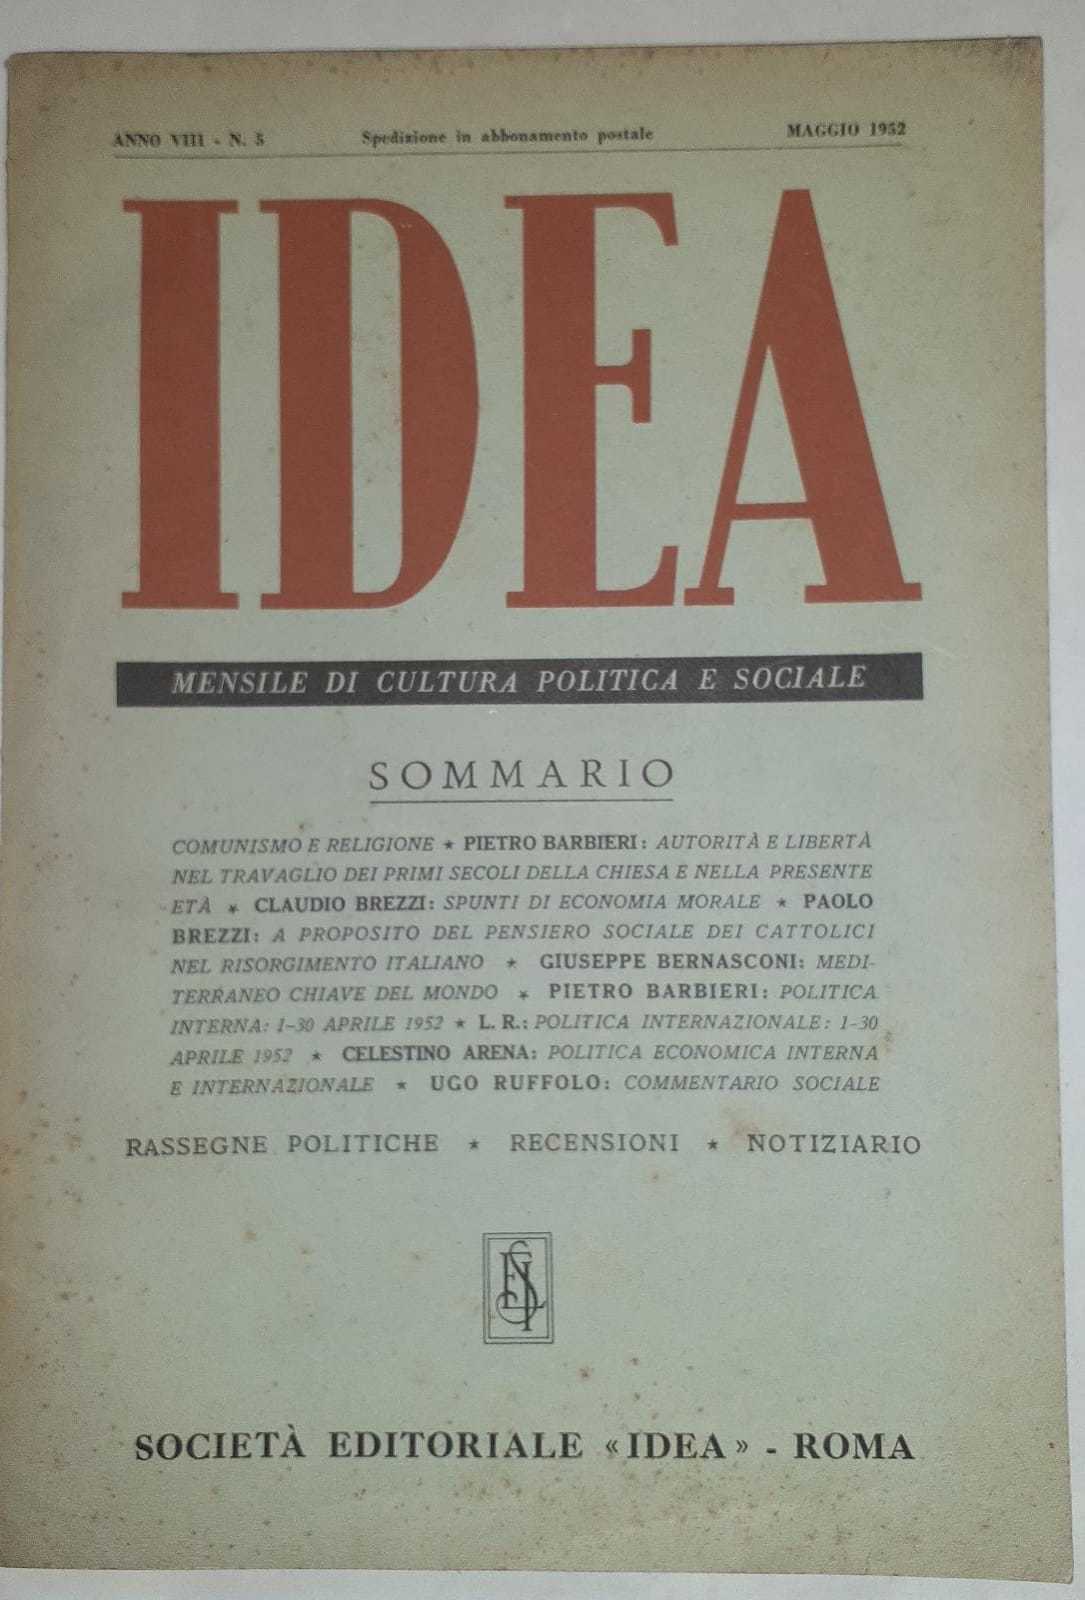 ANNO VIII - N. 5 Spedizione in abbonamento postale MAGGIO 1952
IDEA
MENSILE DI CULTURA POLITICA E SOCIALE
SOMMARIO
COMUNISMO E RELIGIONE ★ PIETRO BARBIERI: AUTORITÀ E LIBERTÀ
NEL TRAVAGLIO DEI PRIMI SECOLI DELLA CHIESA E NELLA PRESENTE
ETÀ ★ CLAUDIO BREZZI: SPUNTI DI ECONOMIA MORALE ★ PAOLO
BREZZI: A PROPOSITO DEL PENSIERO SOCIALE DEI CATTOLICI
NEL RISORGIMENTO ITALIANO ★ GIUSEPPE BERNASCONI: MEDI-
TERRANEO CHIAVE DEL MONDO ★ PIETRO BARBIERI: POLITICA
INTERNA: 1-30 APRILE 1952 ★ L. R.: POLITICA INTERNAZIONALE: 1-30
APRILE 1952 ★ CELESTINO ARENA: POLITICA ECONOMICA INTERNA
E INTERNAZIONALE ★ UGO RUFFOLO: COMMENTARIO SOCIALE
RASSEGNE POLITICHE ★ RECENSIONI ★ NOTIZIARIO
SOCIETÀ EDITORIALE «IDEA» - ROMA